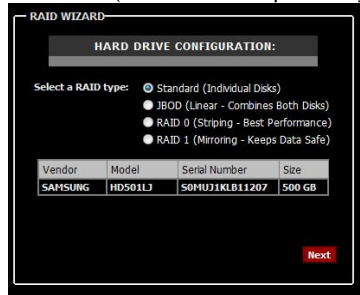 RAID WIZARD
HARD DRIVE CONFIGURATION:
Select a RAID type: Standard (Individual Disks)
JBOD (Linear - Combines Both Disks)
RAID 0 (Striping - Best Performance)
RAID 1 (Mirroring - Keeps Data Safe)
Vendor Model Serial Number Size
SAMSUNG HD501LJ S0MUJ1KLB11207 500 GB
Next